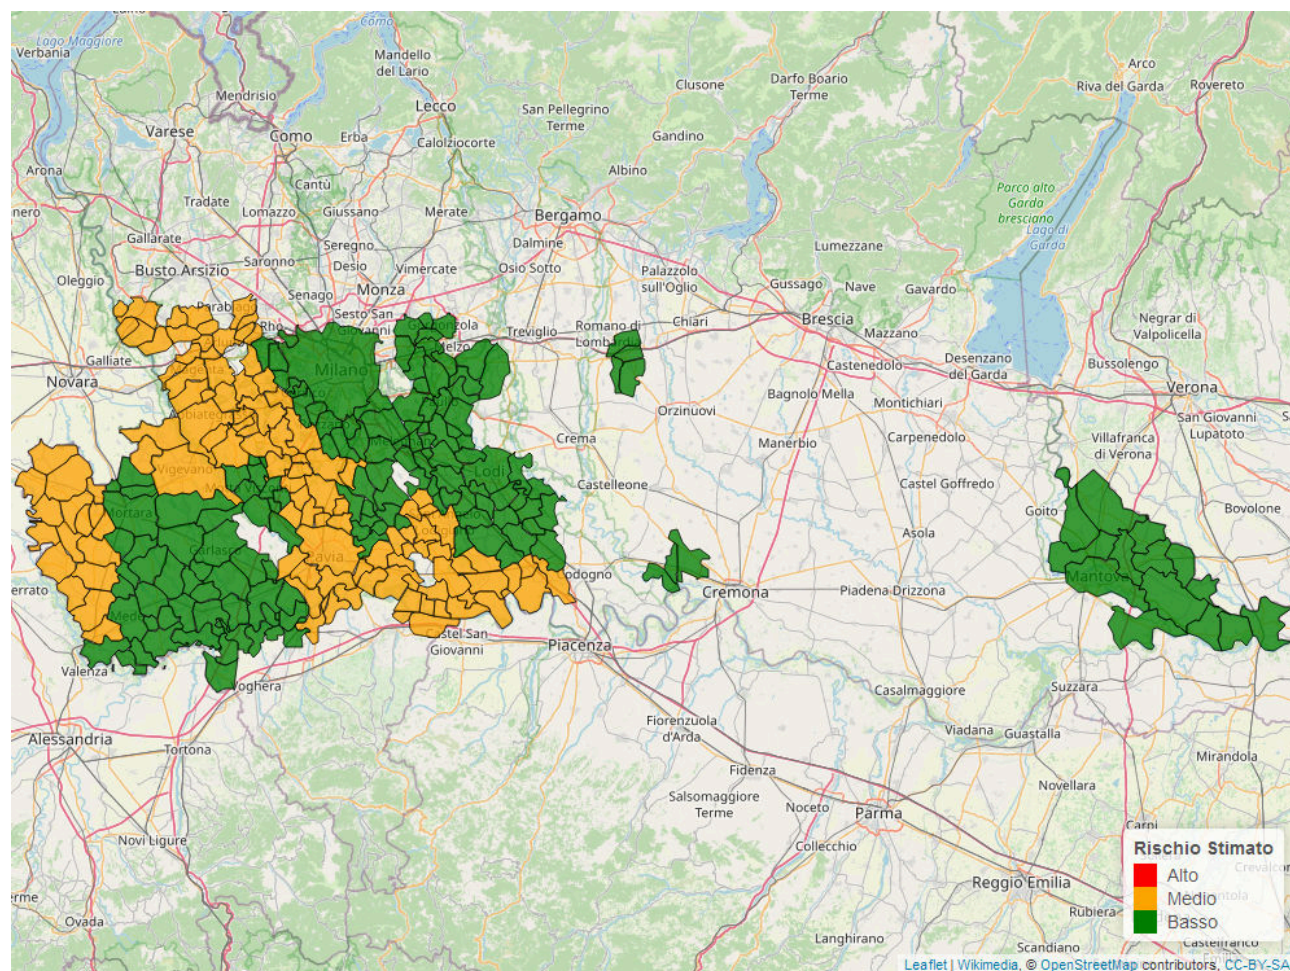 Lago Maggiore
Verbania
Como
Mandello
del Lario
Clusone
Darfo Boario
Terme
Arco
Riva del Garda
Rovereto
Mendrisio
Lecco
San Pellegrino
Terme
Varese
Como
Erba
Calolziocorte
Gandino
Arona
Albino
Cantù
Parco alto
Garda
bresciano
Lago di
Garda
Tradate
Lomazzo
Giussano
Merate
Bergamo
Gallarate
Seregno
Dalmine
Lumezzane
Busto Arsizio
Saronno
Desio
Vimercate
Osio Sotto
Palazzolo
sull'Oglio
Oleggio
Senago
Monza
Gussago
Nave
Gavardo
Sesto San
Giovanni
Rho
Treviglio
Romano di
Lombardia
Chiari
Brescia
Mazzano
Negrar di
Valpolicella
Melzo
Galliate
Magenta
Milano
Castenedolo
Desenzano
del Garda
Bussolengo
Novara
Verona
Bagnolo Mella
Montichiari
Orzinuovi
San Giovanni
Lupatoto
Crema
Manerbio
Carpenedolo
Villafranca
di Verona
Vigevano
Lodi
Castelleone
Castel Goffredo
Mortara
Goito
Bovolone
Asola
Garlasco
Pavia
Mantova
Cremona
Piadena Drizzona
Castel San
Giovanni
Piacenza
Valenza
Voghera
Casalmaggiore
Suzzara
Fiorenzuola
d'Arda
Viadana
Guastalla
Alessandria
Tortona
Mirandola
Fidenza
Novellara
Salsomaggiore
Terme
Noceto
Parma
Novi Ligure
Collecchio
Carpi
Rischio Stimato
Alto
Medio
Basso
Reggio Emilia
Rubiera
Ovada
Langhirano
Scandiano
Castelfranco
Leaflet | Wikimedia, © OpenStreetMap contributors, CC-BY-SA